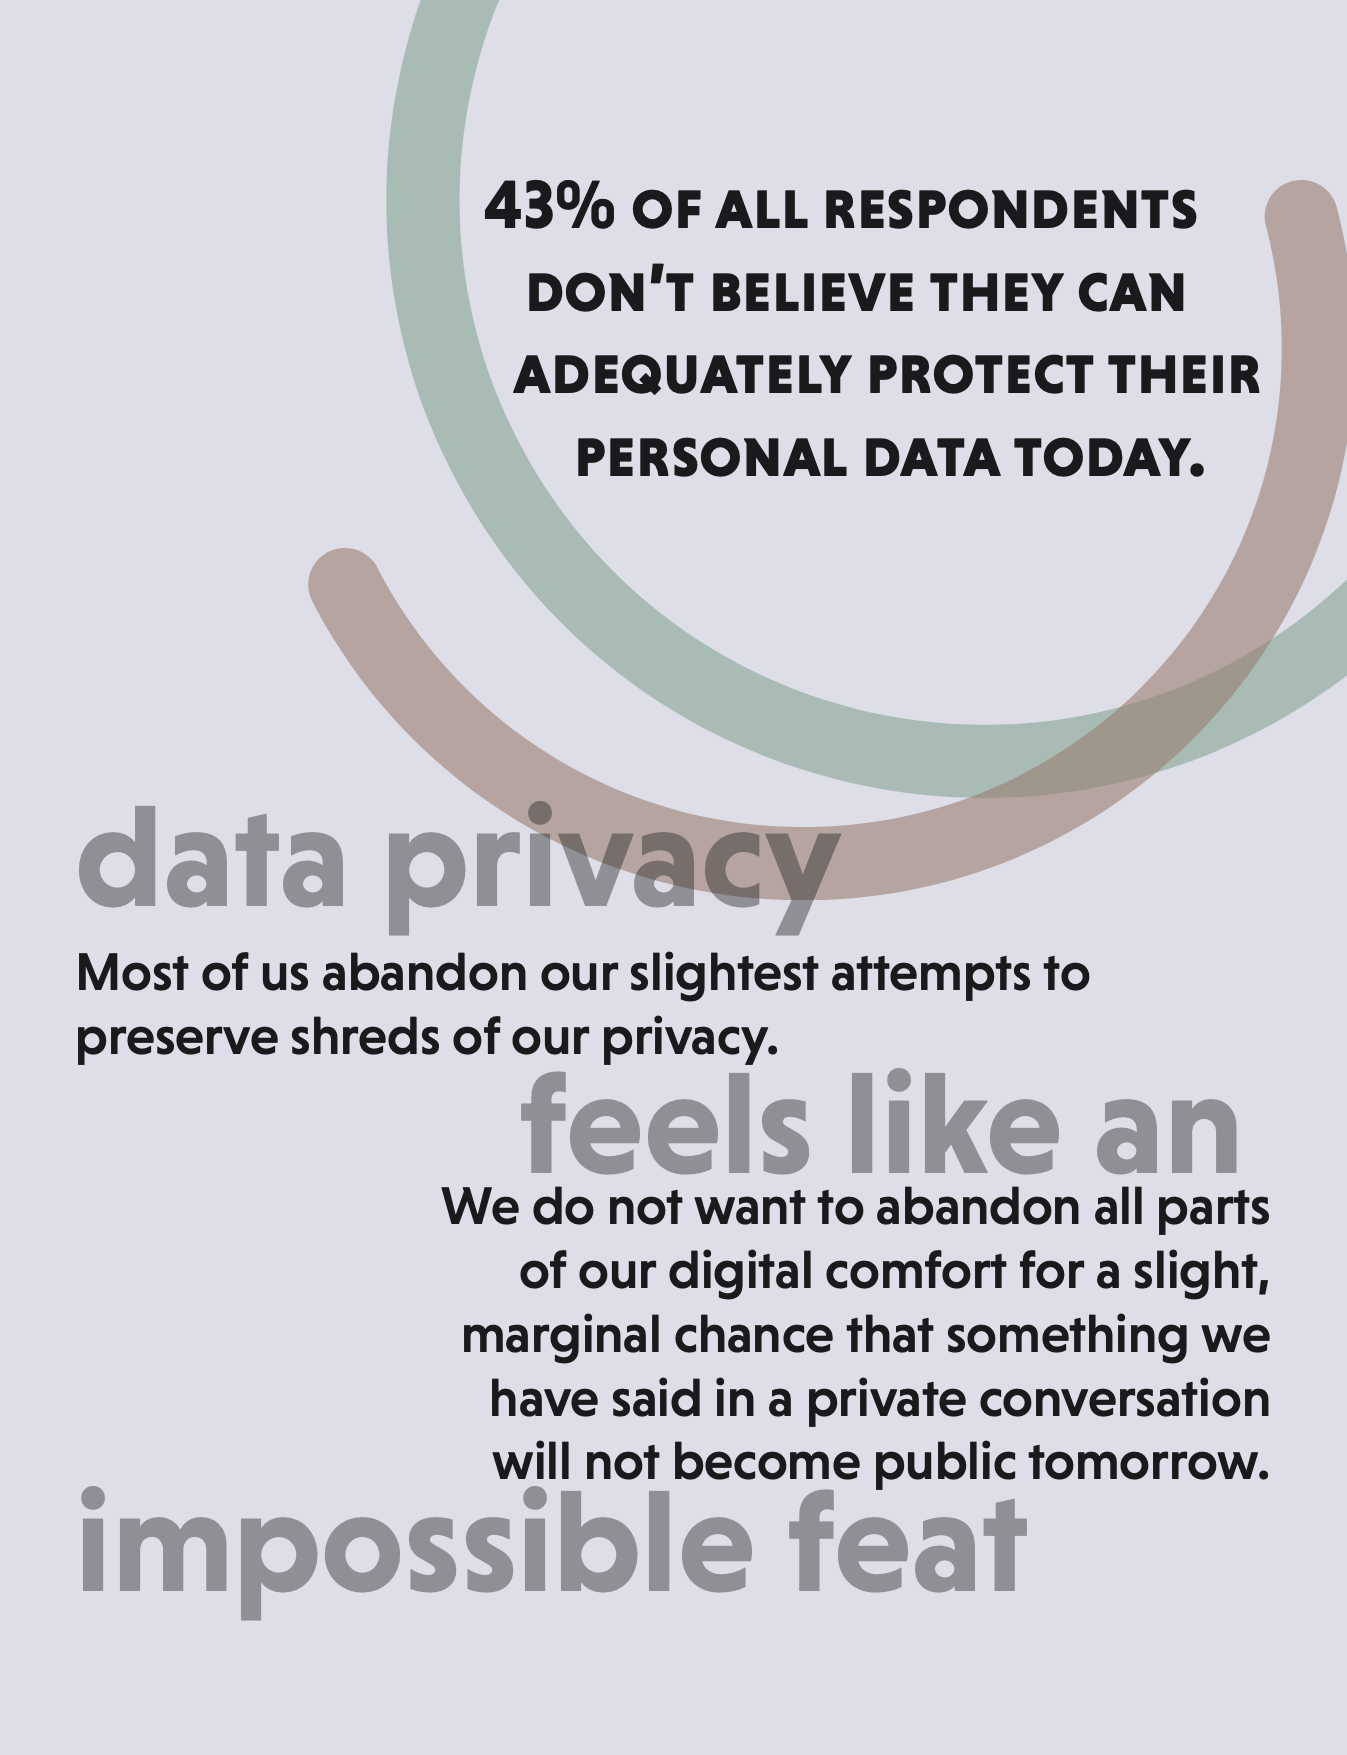 43% OF ALL RESPONDENTS
DON'T BELIEVE THEY CAN
ADEQUATELY PROTECT THEIR
PERSONAL DATA TODAY.
data privacy
Most of us abandon our slightest attempts to
preserve shreds of our privacy.
feels like an
We do not want to abandon all parts
of our digital comfort for a slight,
marginal chance that something we
have said in a private conversation
will not become public tomorrow.
impossible feat